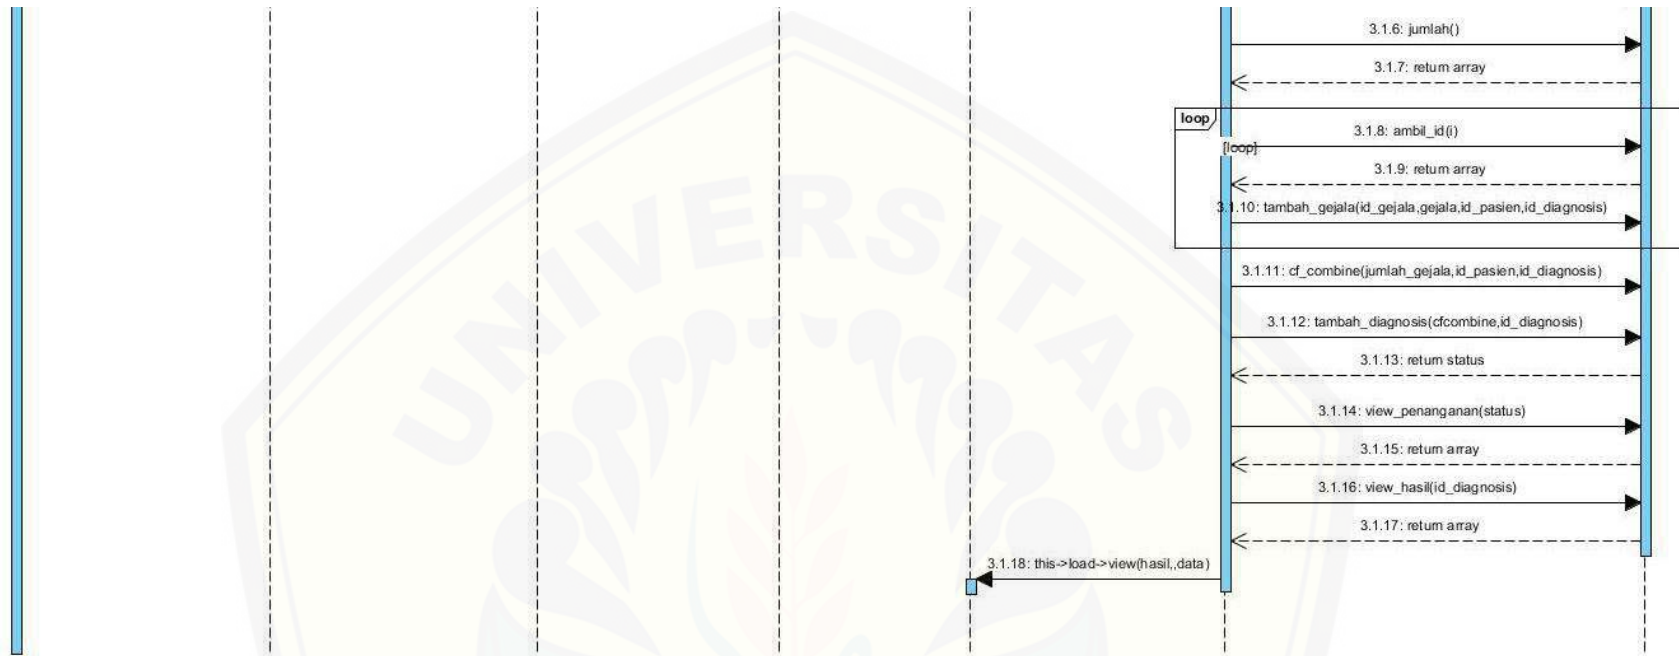 3.1.6: jumlah()
3.1.7: return array
loop
3.1.8: ambil_id(i)
[loop]
3.1.9: return array
3.1.10: tambah_gejala(id_gejala,gejala,id_pasien,id_diagnosis)
3.1.11: cf_combine(jumlah_gejala,id_pasien,id_diagnosis)
3.1.12: tambah_diagnosis(cfcombine,id_diagnosis)
3.1.13: return status
3.1.14: view_penanganan(status)
3.1.15: return array
3.1.16: view_hasil(id_diagnosis)
3.1.17: return array
3.1.18: this->load->view(hasil,,data)
UNIVERSITAS